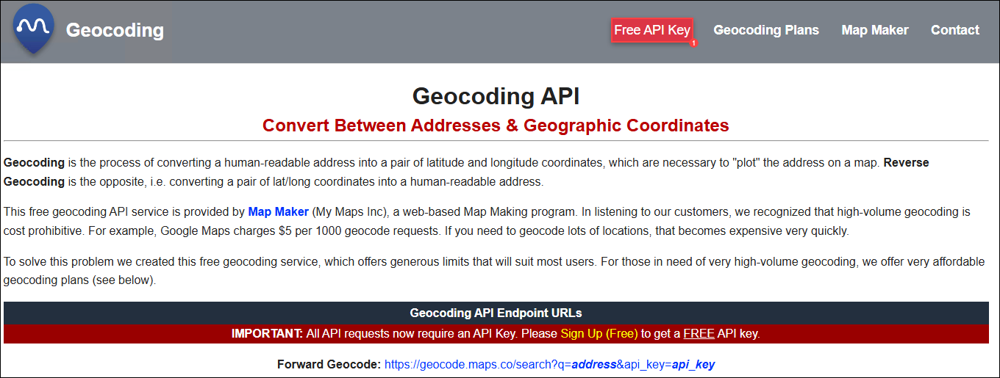 Geocoding
Free API Key
1
Geocoding Plans
Map Maker
Contact
Geocoding API
Convert Between Addresses & Geographic Coordinates
Geocoding is the process of converting a human-readable address into a pair of latitude and longitude coordinates, which are necessary to "plot" the address on a map. Reverse
Geocoding is the opposite, i.e. converting a pair of lat/long coordinates into a human-readable address.
This free geocoding API service is provided by Map Maker (My Maps Inc), a web-based Map Making program. In listening to our customers, we recognized that high-volume geocoding is
cost prohibitive. For example, Google Maps charges $5 per 1000 geocode requests. If you need to geocode lots of locations, that becomes expensive very quickly.
To solve this problem we created this free geocoding service, which offers generous limits that will suit most users. For those in need of very high-volume geocoding, we offer very affordable
geocoding plans (see below).
Geocoding API Endpoint URLs
IMPORTANT: All API requests now require an API Key. Please Sign Up (Free) to get a FREE API key.
Forward Geocode: https://geocode.maps.co/search?q=address&api_key=api_key